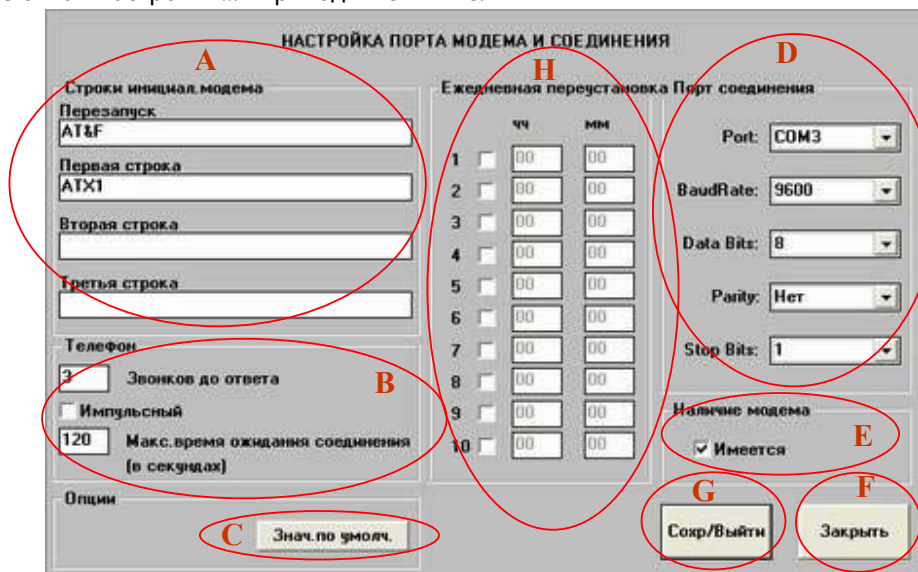 НАСТРОЙКА ПОРТА МОДЕМА И СОЕДИНЕНИЯ
A
H
D
Строки инициал.модема
Перезапуск
AT&F
Первая строка
ATX1
Вторая строка
Третья строка
Ежедневная переустановка
чч мм
1 00 00
2 00 00
3 00 00
4 00 00
5 00 00
6 00 00
7 00 00
8 00 00
9 00 00
10 00 00
Порт соединения
Port: COM3
BaudRate: 9600
Data Bits: 8
Parity: Нет
Stop Bits: 1
Телефон
3 Звонков до ответа
B
Импульсный
120 Макс.время ожидания соединения
(в секундах)
Наличие модема
Имеется
E
Опции
C
Знач.по умолч.
G
Сохр/Выйти
F
Закрыть